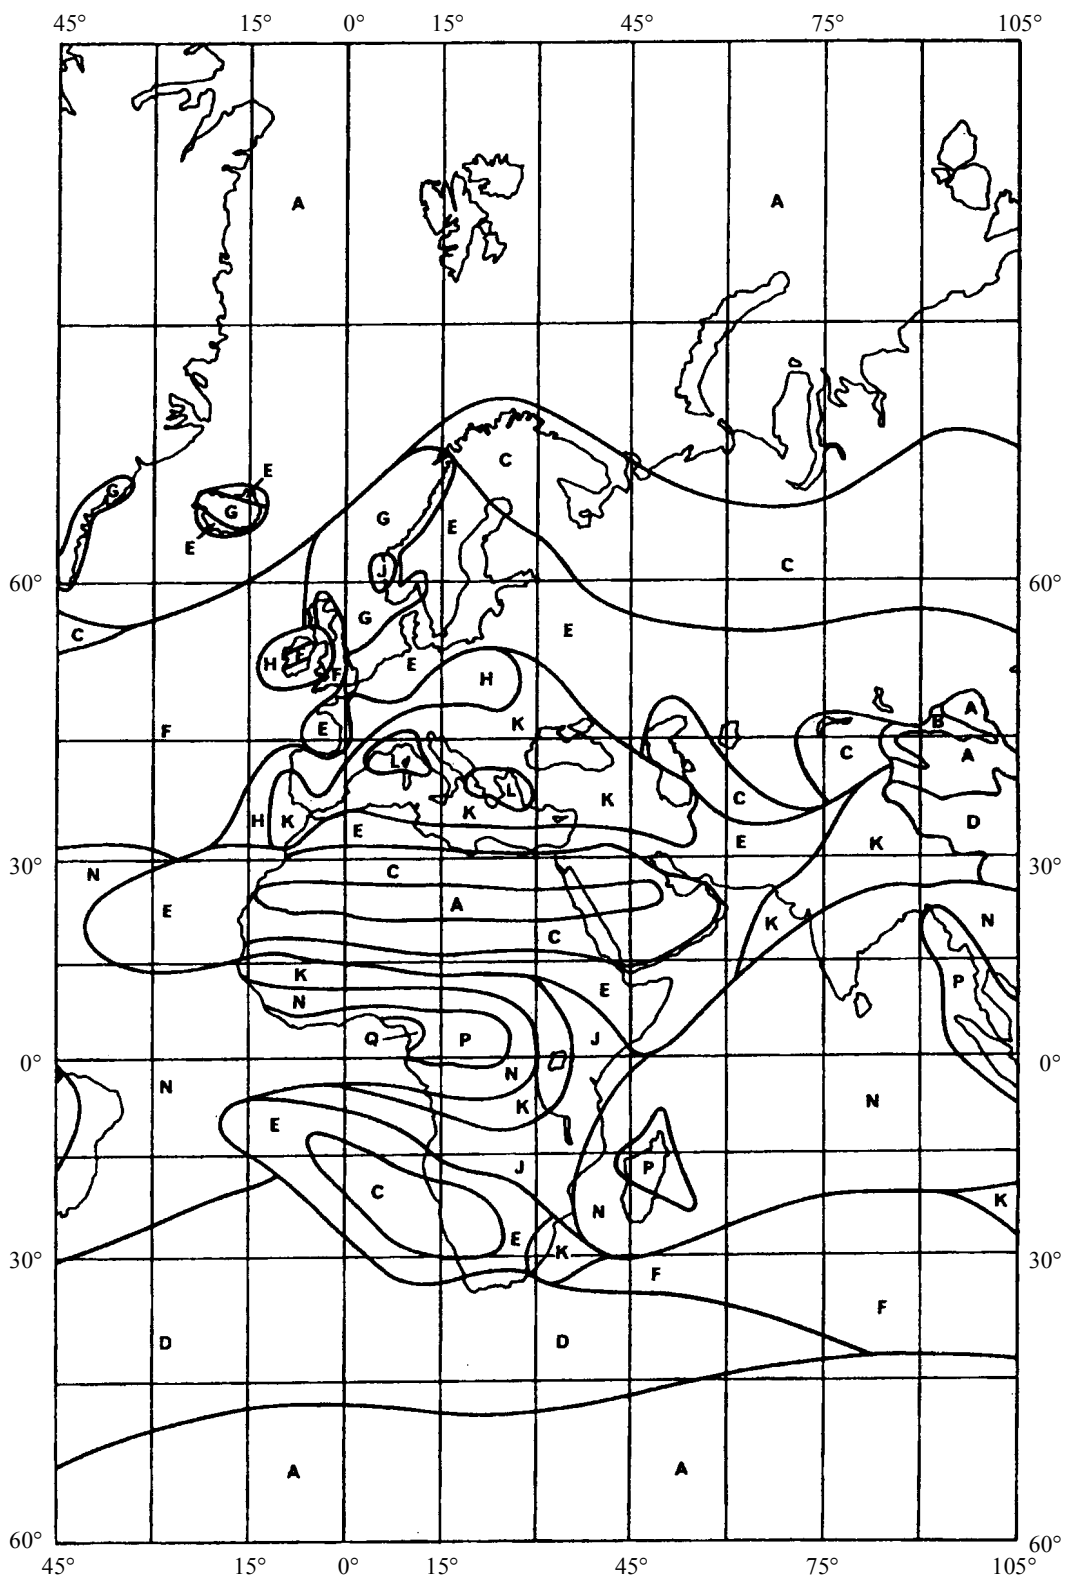 45° 15° 0° 15° 45° 75° 105°
A A
C
E
G
G G E
E J
60° C 60°
G E
C
H E F E H
F E K B A
L C A
L K C
H K K D
E E K
30° C 30°
N A N
E K
C
K E P
N
Q P J
0° N 0°
N K N
E
J P
C N K
E K
30° F 30°
F
D D
A A
60° 60°
45° 15° 0° 15° 45° 75° 105°